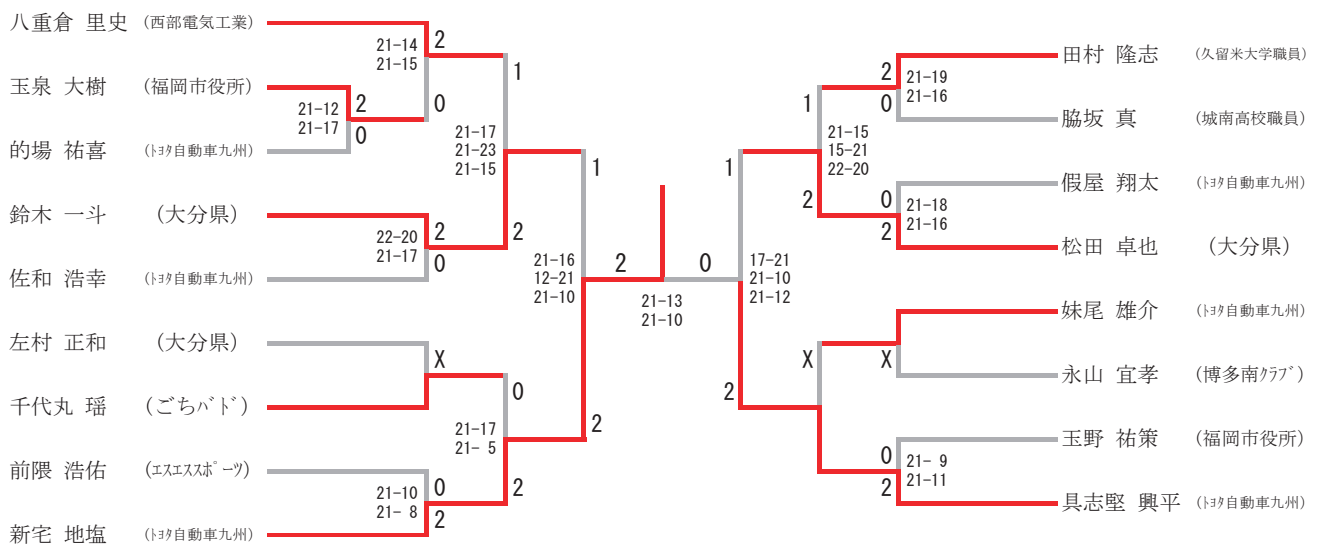 八重倉 里史 (西部電気工業)
玉泉 大樹 (福岡市役所)
的場 祐喜 (ﾄﾖﾀ自動車九州)
鈴木 一斗 (大分県)
佐和 浩幸 (ﾄﾖﾀ自動車九州)
左村 正和 (大分県)
千代丸 瑶 (ごちﾊﾞﾄﾞ)
前隈 浩佑 (ｴｽｴｽｽﾎﾟｰﾂ)
新宅 地塩 (ﾄﾖﾀ自動車九州)
21-14
21-15
2
0
21-12
21-17
2
0
22-20
21-17
2
0
X
21-10
21- 8
0
2
1
21-17
21-23
21-15
2
0
21-17
21- 5
2
1
21-16
12-21
21-10
2
2
0
21-13
21-10
1
17-21
21-10
21-12
2
1
21-15
15-21
22-20
2
X
2
0
21-19
21-16
0
2
21-18
21-16
X
0
2
21- 9
21-11
田村 隆志 (久留米大学職員)
脇坂 真 (城南高校職員)
假屋 翔太 (ﾄﾖﾀ自動車九州)
松田 卓也 (大分県)
妹尾 雄介 (ﾄﾖﾀ自動車九州)
永山 宜孝 (博多南ｸﾗﾌﾞ)
玉野 祐策 (福岡市役所)
具志堅 興平 (ﾄﾖﾀ自動車九州)